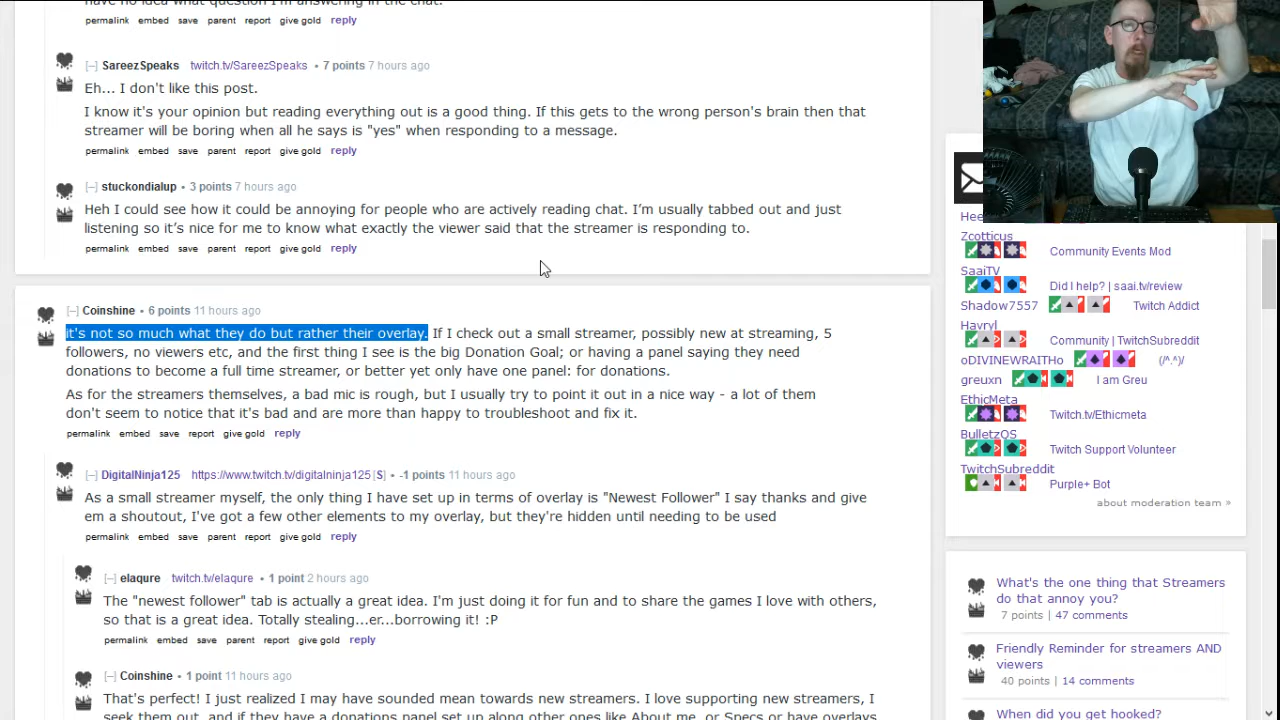 have no idea what question I'm answering in the chat.
permalink embed save parent report give gold reply
[–] SareezSpeaks twitch.tv/SareezSpeaks • 7 points 7 hours ago
Eh... I don't like this post.
I know it's your opinion but reading everything out is a good thing. If this gets to the wrong person's brain then that
streamer will be boring when all he says is "yes" when responding to a message.
permalink embed save parent report give gold reply
[–] stuckondialup • 3 points 7 hours ago
Heh I could see how it could be annoying for people who are actively reading chat. I'm usually tabbed out and just
listening so it's nice for me to know what exactly the viewer said that the streamer is responding to.
permalink embed save parent report give gold reply
[–] Coinshine • 6 points 11 hours ago
it's not so much what they do but rather their overlay. If I check out a small streamer, possibly new at streaming, 5
followers, no viewers etc, and the first thing I see is the big Donation Goal; or having a panel saying they need
donations to become a full time streamer, or better yet only have one panel: for donations.
As for the streamers themselves, a bad mic is rough, but I usually try to point it out in a nice way - a lot of them
don't seem to notice that it's bad and are more than happy to troubleshoot and fix it.
permalink embed save report give gold reply
[–] DigitalNinja125 https://www.twitch.tv/digitalninja125 [S] • -1 points 11 hours ago
As a small streamer myself, the only thing I have set up in terms of overlay is "Newest Follower" I say thanks and give
em a shoutout, I've got a few other elements to my overlay, but they're hidden until needing to be used
permalink embed save parent report give gold reply
[–] elaqure twitch.tv/elaqure • 1 point 2 hours ago
The "newest follower" tab is actually a great idea. I'm just doing it for fun and to share the games I love with others,
so that is a great idea. Totally stealing...er...borrowing it! :P
permalink embed save parent report give gold reply
[–] Coinshine • 1 point 11 hours ago
That's perfect! I just realized I may have sounded mean towards new streamers. I love supporting new streamers, I
seek them out, and if they have a donations panel set up along other ones like About me, or Specs or have overlays
Zcotticus Community Events Mod
SaaiTV Did I help? | saai.tv/review
Shadow7557 Twitch Addict
Havryl Community | TwitchSubreddit
oDIVINEWRAITHo (/^.^)/
greuxn I am Greu
EthicMeta Twitch.tv/Ethicmeta
BulletzOS Twitch Support Volunteer
TwitchSubreddit Purple+ Bot
about moderation team »
What's the one thing that Streamers
do that annoy you?
7 points | 47 comments
Friendly Reminder for streamers AND
viewers
40 points | 14 comments
When did you get hooked?